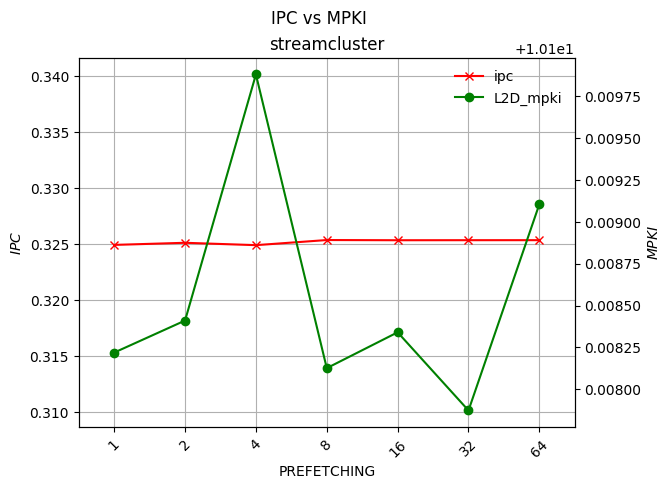 IPC vs MPKI
streamcluster
+1.01e1
ipc
L2D_mpki
0.340
0.335
0.330
0.325
0.320
0.315
0.310
IPC
0.00975
0.00950
0.00925
0.00900
0.00875
0.00850
0.00825
0.00800
MPKI
1
2
4
8
16
32
64
PREFETCHING